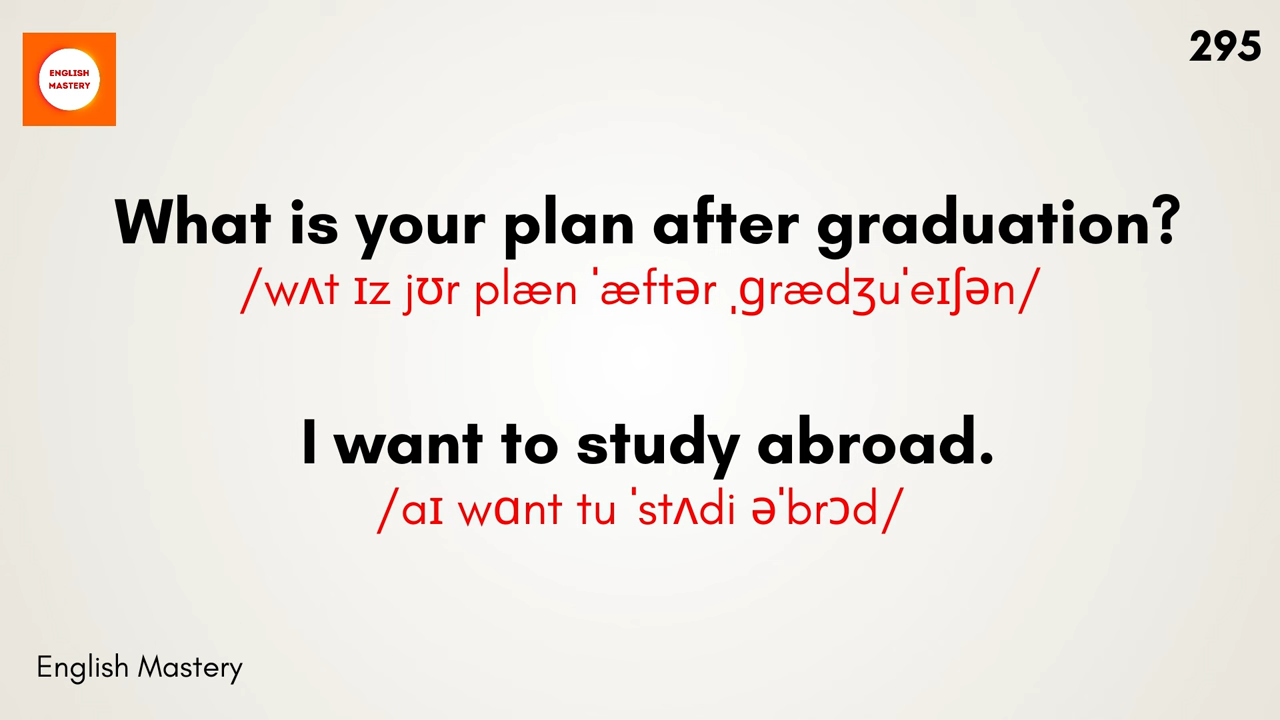 ENGLISH
MASTERY
295
What is your plan after graduation?
/wʌt ɪz jʊr plæn ˈæftər ˌɡrædʒuˈeɪʃən/
I want to study abroad.
/aɪ wɑnt tu ˈstʌdi əˈbrɔd/
English Mastery